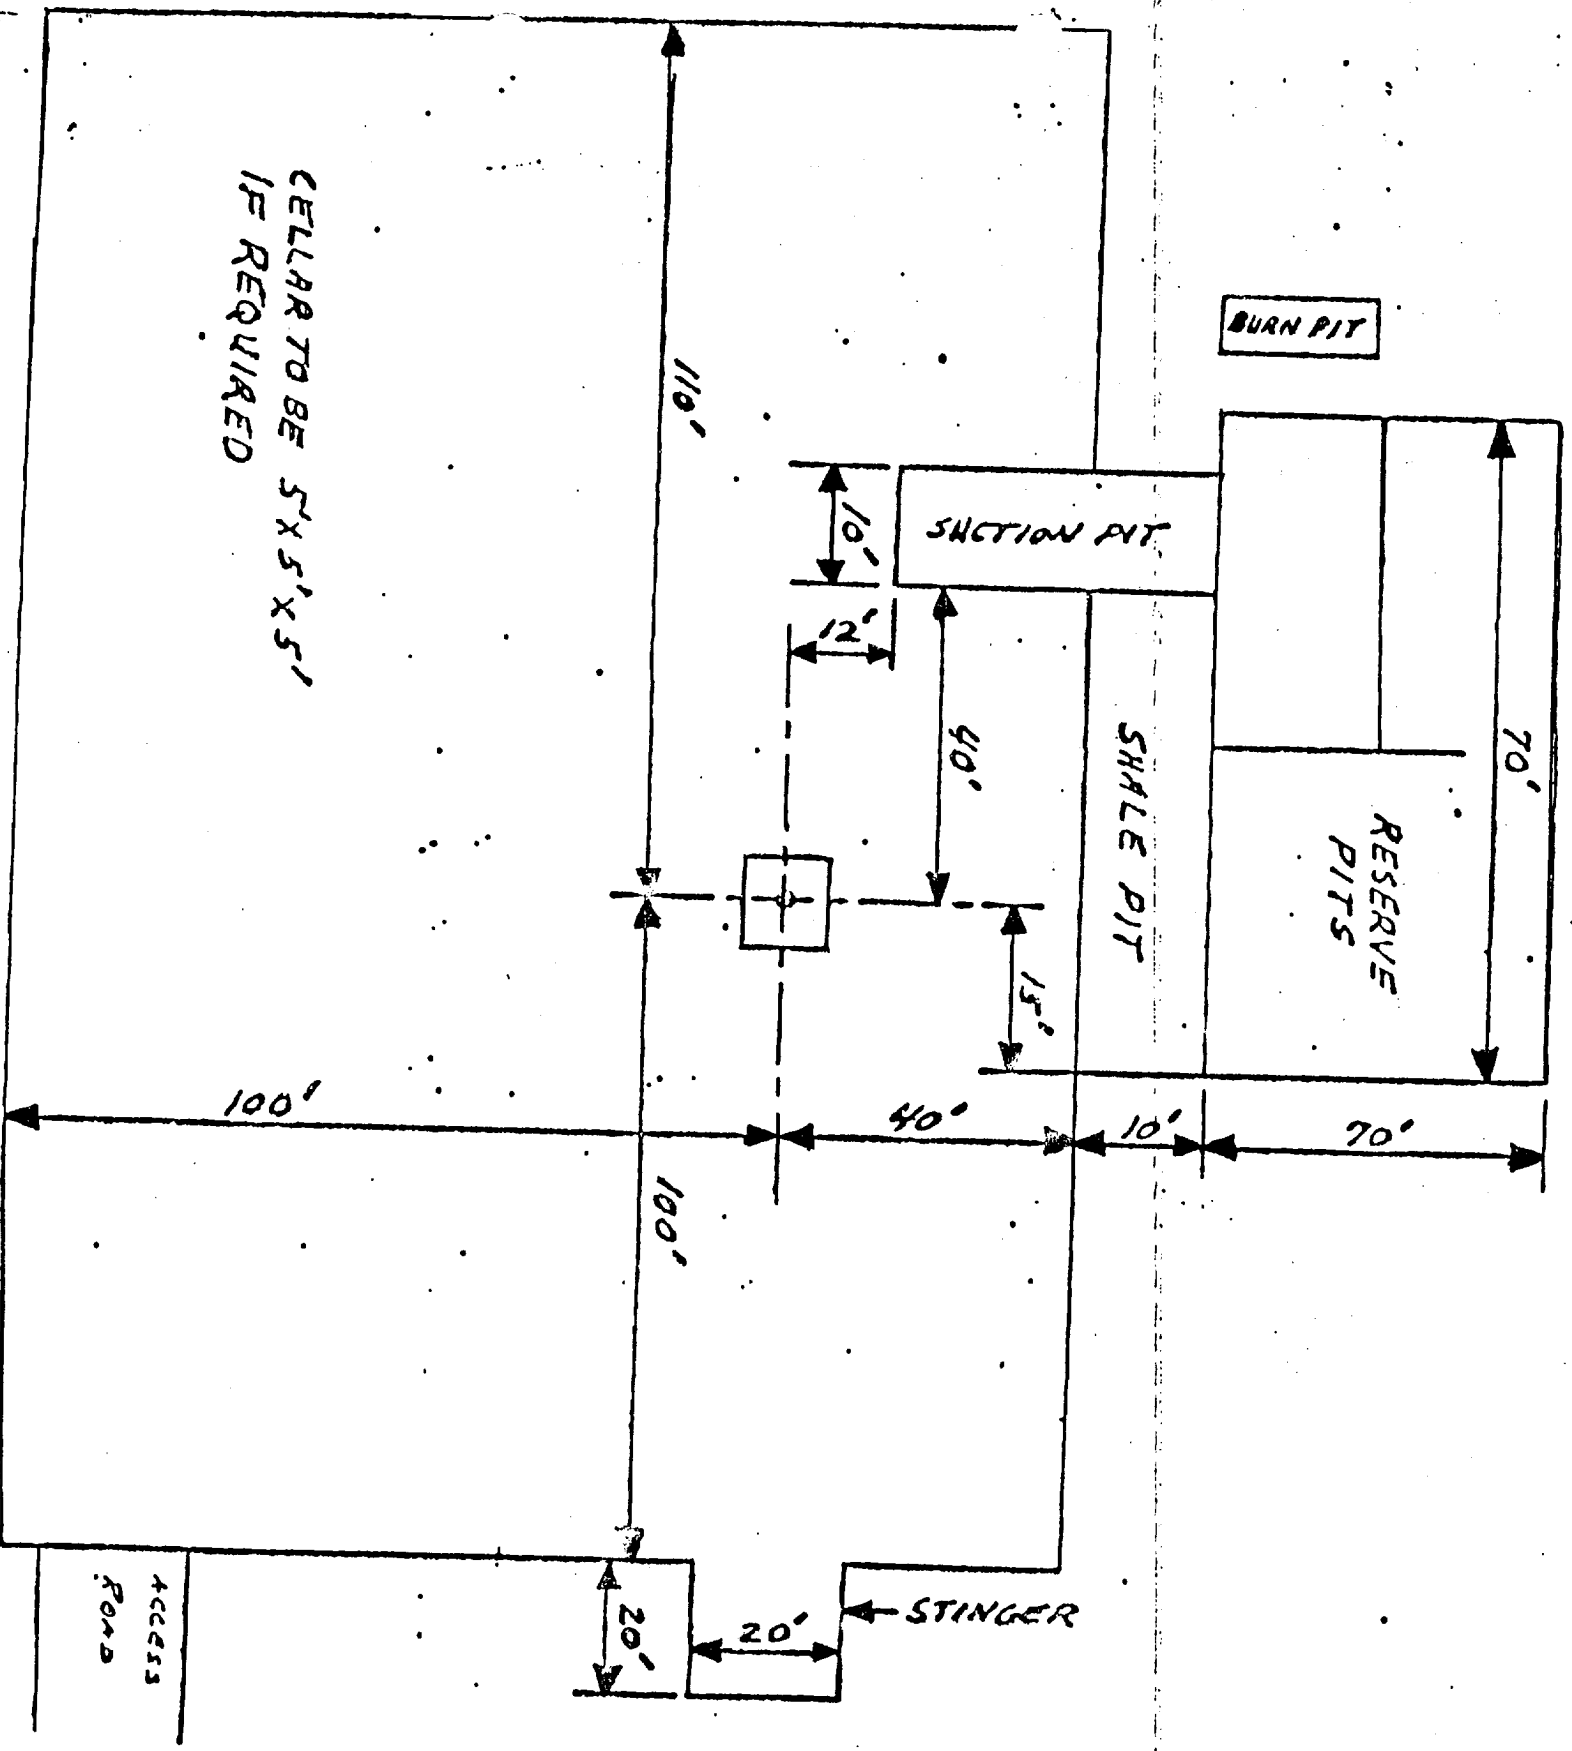 BURN PIT
CELLAR TO BE 5'X5'X5'
IF REQUIRED
110'
10'
SUCTION PIT
12'
40'
SHALE PIT
70'
RESERVE
PITS
15'
100'
40'
10'
70'
100'
STINGER
20'
20'
ACCESS
ROAD